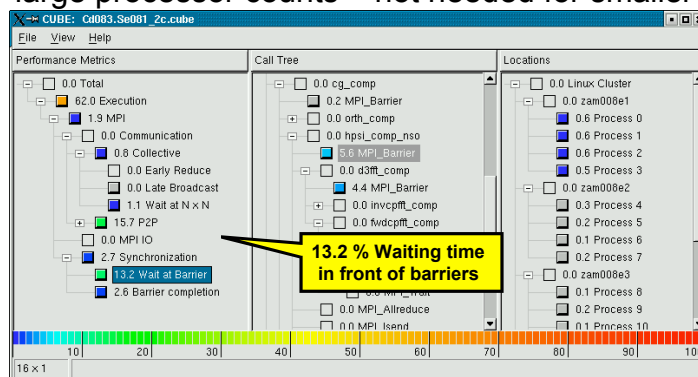 large processor counts – not needed for smaller
CUBE: Cd083.Se081_2c.cube
File View Help
Performance Metrics
0.0 Total
62.0 Execution
1.9 MPI
0.0 Communication
0.8 Collective
0.0 Early Reduce
0.0 Late Broadcast
1.1 Wait at N x N
15.7 P2P
0.0 MPI IO
2.7 Synchronization
13.2 Wait at Barrier
2.6 Barrier completion
Call Tree
0.0 cg_comp
0.2 MPI_Barrier
0.0 orth_comp
0.0 hpsi_comp_nso
5.6 MPI_Barrier
0.0 d3fft_comp
4.4 MPI_Barrier
0.0 invcpfft_comp
0.0 fwdcpfft_comp
13.2 % Waiting time
in front of barriers
0.0 MPI_Allreduce
0.0 MPI_Isend
Locations
0.0 Linux Cluster
0.0 zam008e1
0.6 Process 0
0.6 Process 1
0.6 Process 2
0.5 Process 3
0.0 zam008e2
0.3 Process 4
0.2 Process 5
0.1 Process 6
0.2 Process 7
0.0 zam008e3
0.1 Process 8
0.2 Process 9
0.1 Process 10
10 20 30 40 50 60 70 80 90
16 x 1